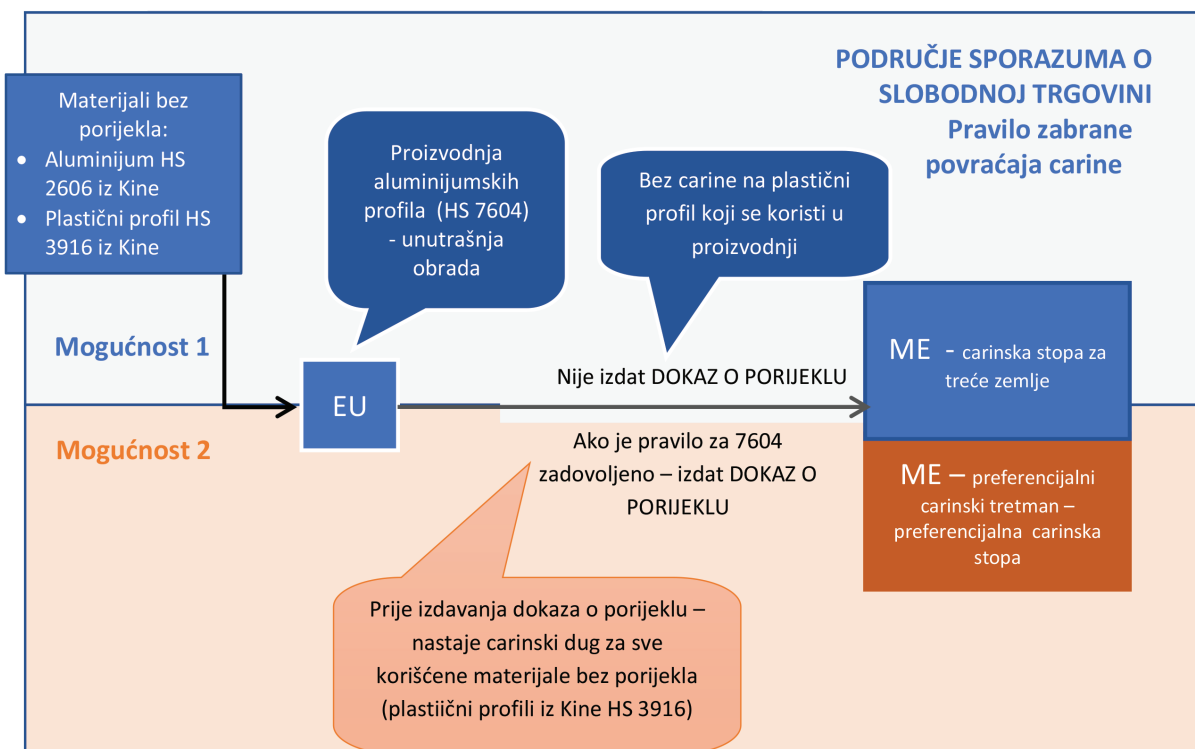 PODRUČJE SPORAZUMA O
SLOBODNOJ TRGOVINI
Pravilo zabrane
povraćaja carine
Materijali bez
porijekla:
• Aluminijum HS
2606 iz Kine
• Plastični profil HS
3916 iz Kine
Proizvodnja
aluminijumskih
profila (HS 7604)
- unutrašnja
obrada
Bez carine na plastični
profil koji se koristi u
proizvodnji
Mogućnost 1
EU
Nije izdat DOKAZ O PORIJEKLU
ME - carinska stopa za
treće zemlje
Mogućnost 2
Ako je pravilo za 7604
zadovoljeno – izdat DOKAZ O
PORIJEKLU
ME – preferencijalni
carinski tretman –
preferencijalna carinska
stopa
Prije izdavanja dokaza o porijeklu –
nastaje carinski dug za sve
korišćene materijale bez porijekla
(plastiični profili iz Kine HS 3916)